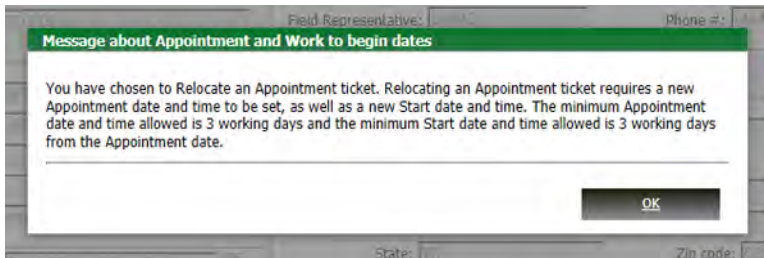 Field Representative: Phone #:
Message about Appointment and Work to begin dates
You have chosen to Relocate an Appointment ticket. Relocating an Appointment ticket requires a new
Appointment date and time to be set, as well as a new Start date and time. The minimum Appointment
date and time allowed is 3 working days and the minimum Start date and time allowed is 3 working days
from the Appointment date.
OK
State: Zip code: